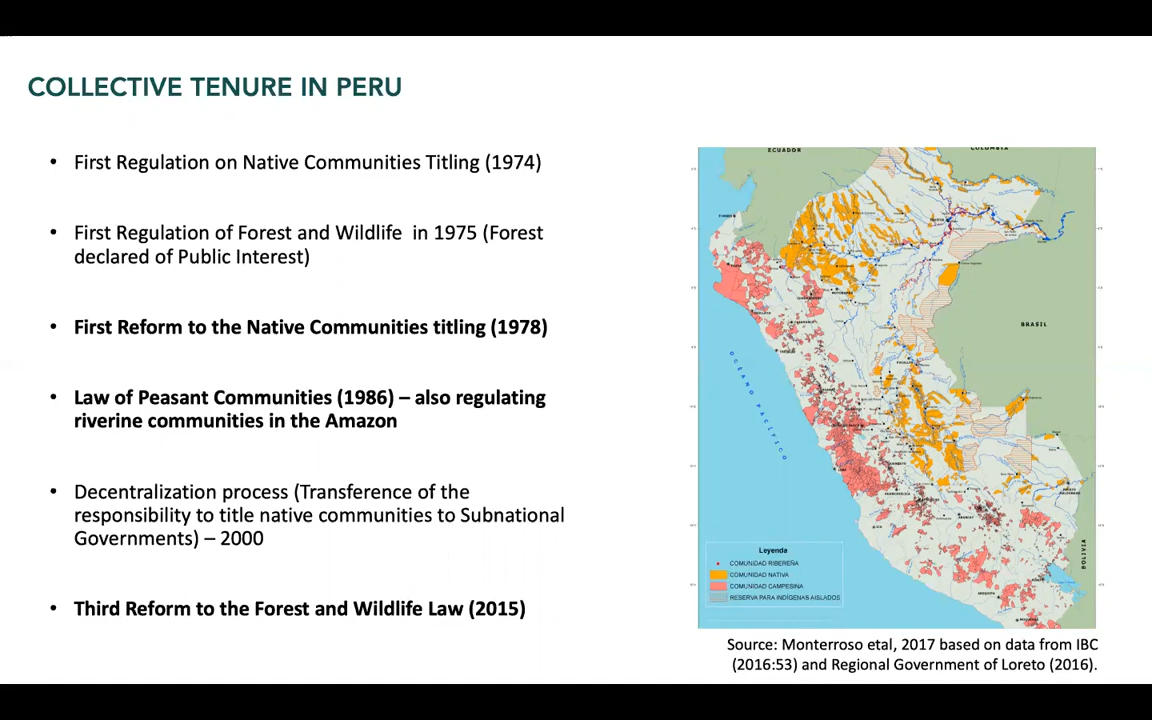 COLLECTIVE TENURE IN PERU
• First Regulation on Native Communities Titling (1974)
• First Regulation of Forest and Wildlife in 1975 (Forest
declared of Public Interest)
• First Reform to the Native Communities titling (1978)
• Law of Peasant Communities (1986) – also regulating
riverine communities in the Amazon
• Decentralization process (Transference of the
responsibility to title native communities to Subnational
Governments) – 2000
• Third Reform to the Forest and Wildlife Law (2015)
ECUADOR
COLOMBIA
BRASIL
OCÉANO PACÍFICO
BOLIVIA
Leyenda
COMUNIDAD RIBEREÑA
COMUNIDAD NATIVA
COMUNIDAD CAMPESINA
RESERVA PARA INDÍGENAS AISLADOS
Source: Monterroso etal, 2017 based on data from IBC
(2016:53) and Regional Government of Loreto (2016).